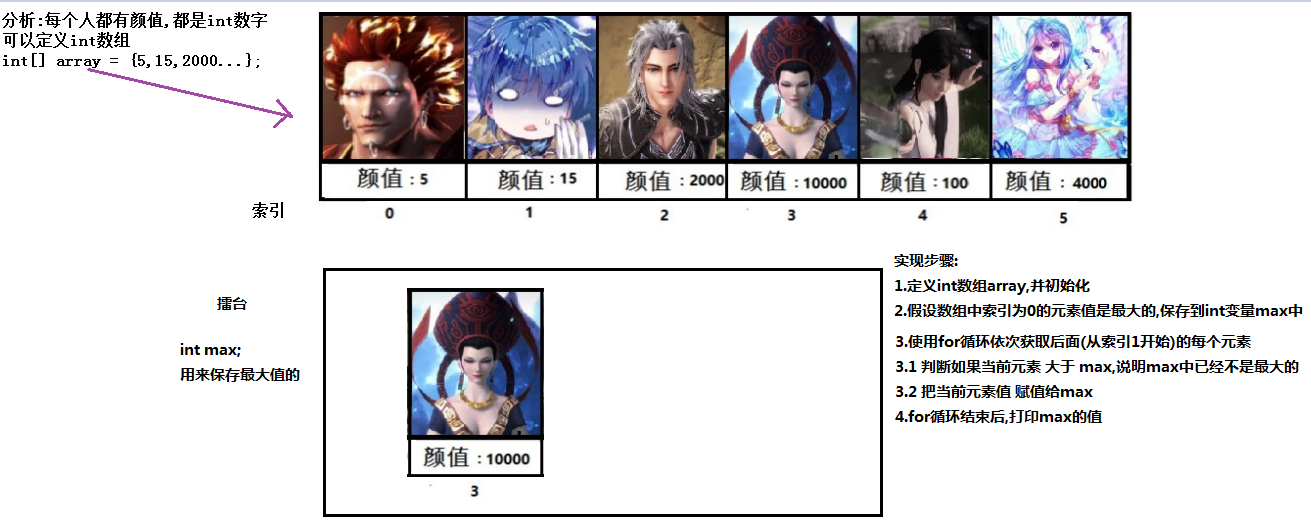 分析:每个人都有颜值,都是int数字
可以定义int数组
int[] array = {5,15,2000...};
颜值：5
颜值：15
颜值：2000
颜值：10000
颜值：100
颜值：4000
索引
0
1
2
3
4
5
擂台
int max;
用来保存最大值的
颜值：10000
3
实现步骤:
1.定义int数组array,并初始化
2.假设数组中索引为0的元素值是最大的,保存到int变量max中
3.使用for循环依次获取后面(从索引1开始)的每个元素
3.1 判断如果当前元素 大于 max,说明max中已经不是最大的
3.2 把当前元素值 赋值给max
4.for循环结束后,打印max的值